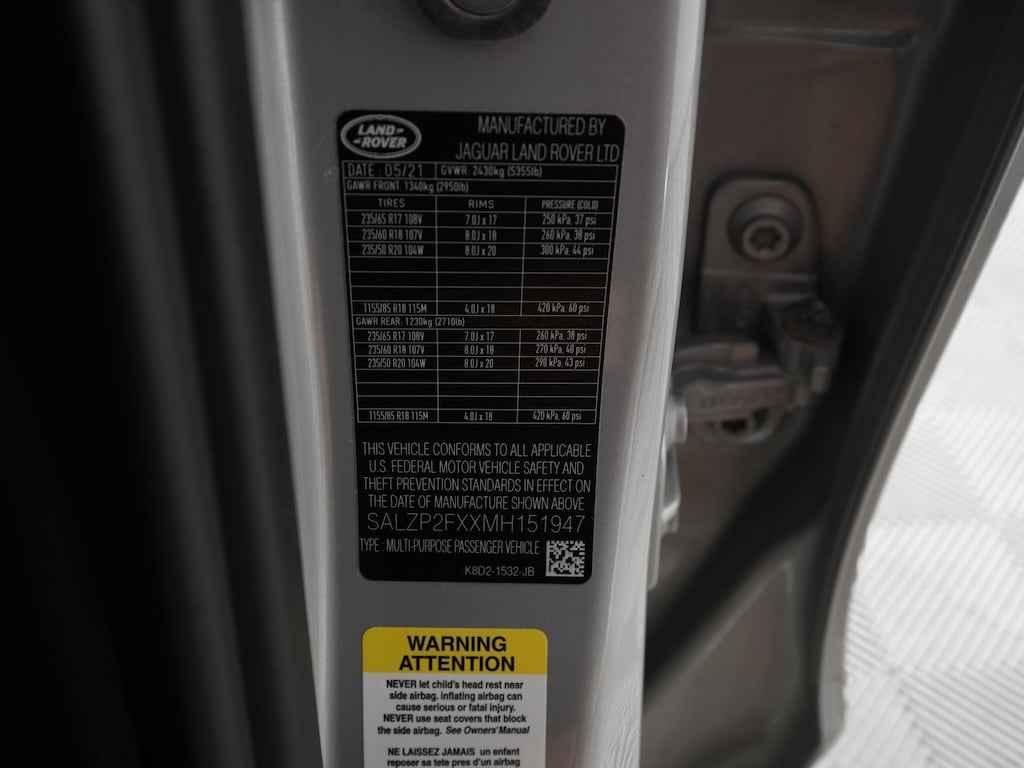 LAND-
-ROVER
MANUFACTURED BY
JAGUAR LAND ROVER LTD
DATE : 05/21 GVWR: 2430kg (5355lb)
GAWR FRONT: 1340kg (2950lb)
TIRES RIMS PRESSURE (COLD)
235/65 R17 108V 7.0J x 17 250 kPa, 37 psi
235/60 R18 107V 8.0J x 18 260 kPa, 38 psi
235/50 R20 104W 8.0J x 20 300 kPa, 44 psi
T155/85 R18 115M 4.0J x 18 420 kPa, 60 psi
GAWR REAR: 1230kg (2710lb)
235/65 R17 108V 7.0J x 17 260 kPa, 38 psi
235/60 R18 107V 8.0J x 18 270 kPa, 40 psi
235/50 R20 104W 8.0J x 20 290 kPa, 43 psi
T155/85 R18 115M 4.0J x 18 420 kPa, 60 psi
THIS VEHICLE CONFORMS TO ALL APPLICABLE
U.S. FEDERAL MOTOR VEHICLE SAFETY AND
THEFT PREVENTION STANDARDS IN EFFECT ON
THE DATE OF MANUFACTURE SHOWN ABOVE
SALZP2FXXMH151947
TYPE : MULTI-PURPOSE PASSENGER VEHICLE
K8D2-1532-JB
WARNING
ATTENTION
NEVER let child's head rest near
side airbag, inflating airbag can
cause serious or fatal injury.
NEVER use seat covers that block
the side airbag. See Owners' Manual
NE LAISSEZ JAMAIS un enfant
reposer sa tete pres d'un airbag